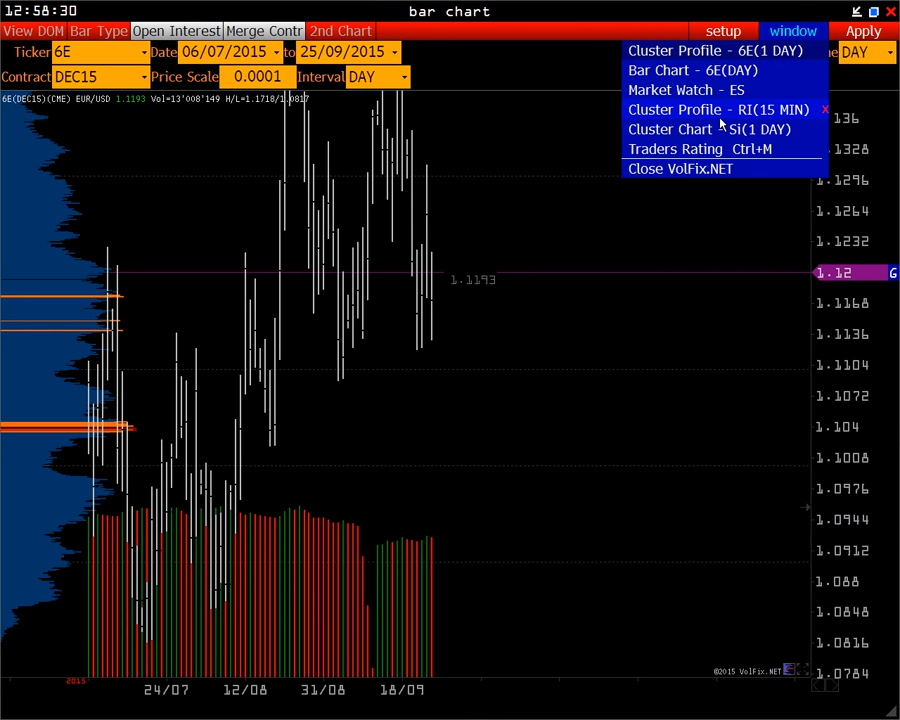 12:58:30 bar chart
View DOM Bar Type Open Interest Merge Contr 2nd Chart setup window Apply
Ticker 6E Date 06/07/2015 to 25/09/2015 DAY
Contract DEC15 Price Scale 0.0001 Interval DAY
Cluster Profile - 6E(1 DAY)
Bar Chart - 6E(DAY)
Market Watch - ES
Cluster Profile - RI(15 MIN) x
Cluster Chart - Si(1 DAY)
Traders Rating Ctrl+M
Close VolFix.NET
6E(DEC15)(CME) EUR/USD 1.1193 Vol=13'008'149 H/L=1.1718/1.0817
1.1296
1.1264
1.1232
1.12 G
1.1193
1.1168
1.1136
1.1104
1.1072
1.104
1.1008
1.0976
1.0944
1.0912
1.088
1.0848
1.0816
©2015 VolFix.NET
1.0784
2015
24/07 12/08 31/08 18/09